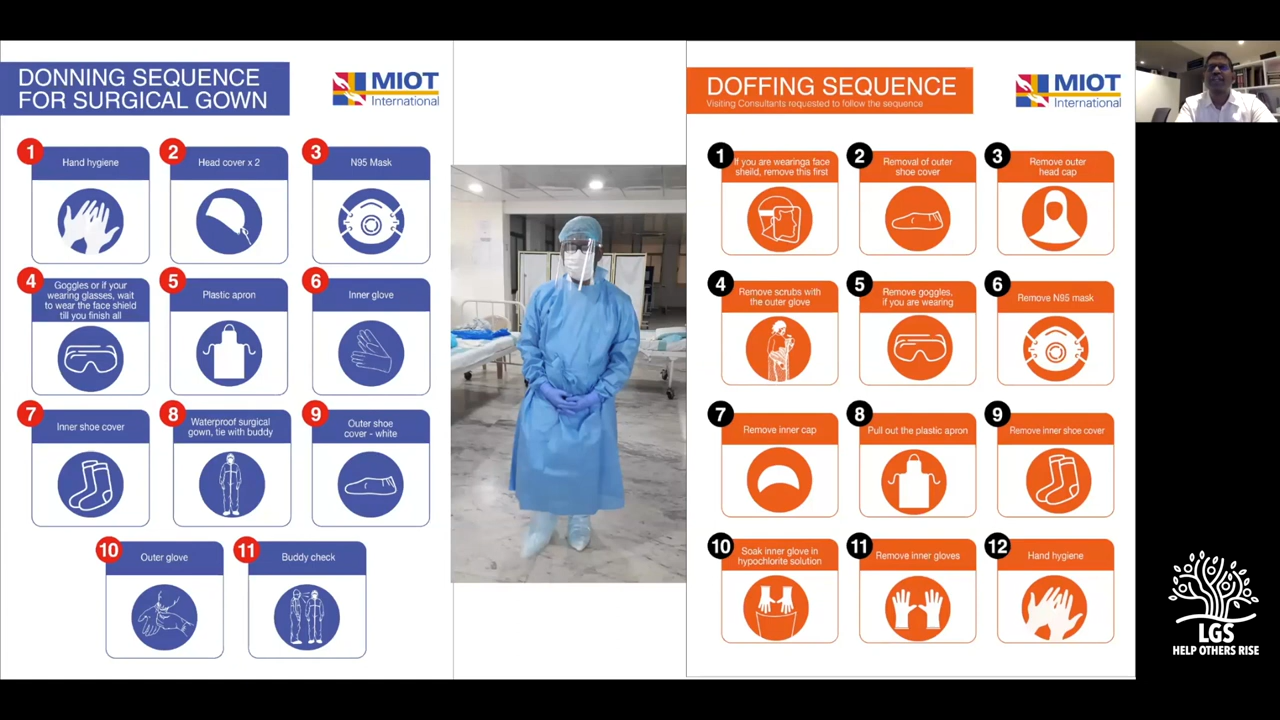 DONNING SEQUENCE
FOR SURGICAL GOWN
MIOT
International
1
Hand hygiene
2
Head cover x 2
3
N95 Mask
4
Goggles or if your
wearing glasses, wait
to wear the face shield
till you finish all
5
Plastic apron
6
Inner glove
7
Inner shoe cover
8
Waterproof surgical
gown, tie with buddy
9
Outer shoe
cover - white
10
Outer glove
11
Buddy check
DOFFING SEQUENCE
Visiting Consultants requested to follow the sequence
MIOT
International
1
If you are wearinga face
sheild, remove this first
2
Removal of outer
shoe cover
3
Remove outer
head cap
4
Remove scrubs with
the outer glove
5
Remove goggles,
if you are wearing
6
Remove N95 mask
7
Remove inner cap
8
Pull out the plastic apron
9
Remove inner shoe cover
10
Soak inner glove in
hypochlorite solution
11
Remove inner gloves
12
Hand hygiene
LGS
HELP OTHERS RISE